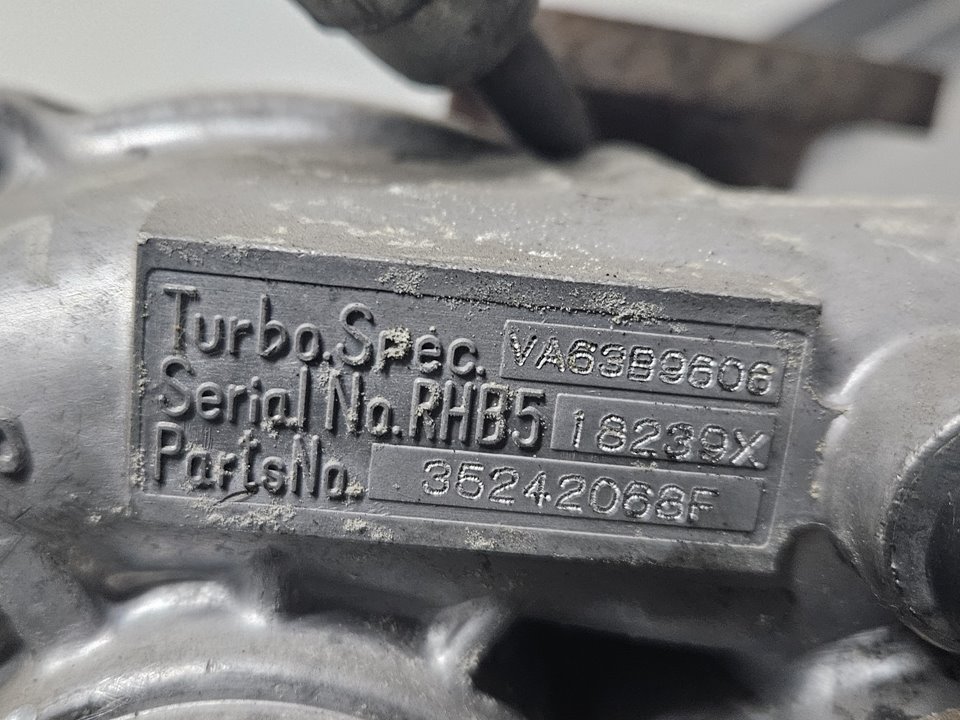 Turbo.Spec. VA63B9606
Serial No.RHB5 18239X
PartsNo. 35242068F